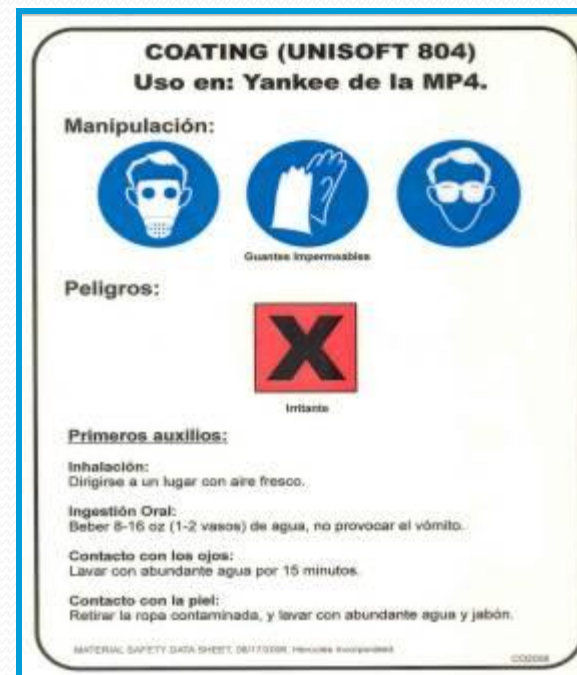 COATING (UNISOFT 804)
Uso en: Yankee de la MP4.
Manipulación:
Guantes Impermeables
Peligros:
X
Irritante
Primeros auxilios:
Inhalación:
Dirigirse a un lugar con aire fresco.
Ingestión Oral:
Beber 8-16 oz (1-2 vasos) de agua, no provocar el vómito.
Contacto con los ojos:
Lavar con abundante agua por 15 minutos.
Contacto con la piel:
Retirar la ropa contaminada, y lavar con abundante agua y jabón.
MATERIAL SAFETY DATA SHEET, Hercules Incorporated